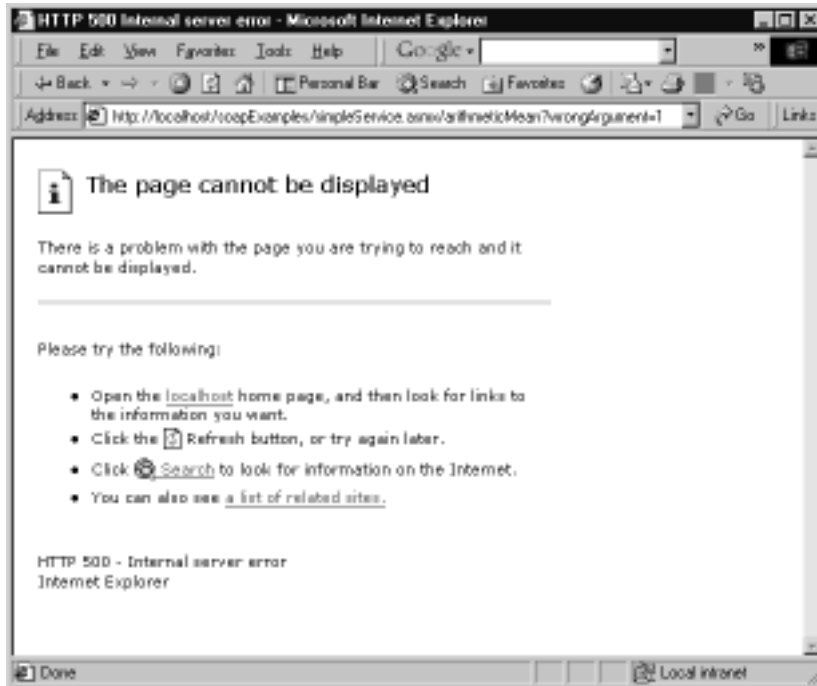 HTTP 500 Internal server error - Microsoft Internet Explorer
File Edit View Favorites Tools Help Google
Back Personal Bar Search Favorites
Address http://localhost/soapExamples/simpleService.asmx/arithmeticMean?wrongArgument=1 Go Links
The page cannot be displayed
There is a problem with the page you are trying to reach and it
cannot be displayed.
Please try the following:
• Open the localhost home page, and then look for links to
the information you want.
• Click the Refresh button, or try again later.
• Click Search to look for information on the Internet.
• You can also see a list of related sites.
HTTP 500 - Internal server error
Internet Explorer
Done Local intranet